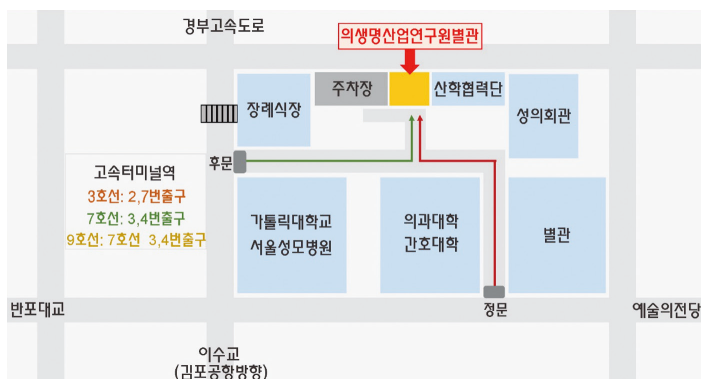 경부고속도로
의생명산업연구원별관
주차장
산학협력단
장례식장
성의회관
고속터미널역
3호선: 2,7번출구
7호선: 3,4번출구
9호선: 7호선 3,4번출구
후문
가톨릭대학교
서울성모병원
의과대학
간호대학
별관
반포대교
정문
예술의전당
이수교
(김포공항방향)